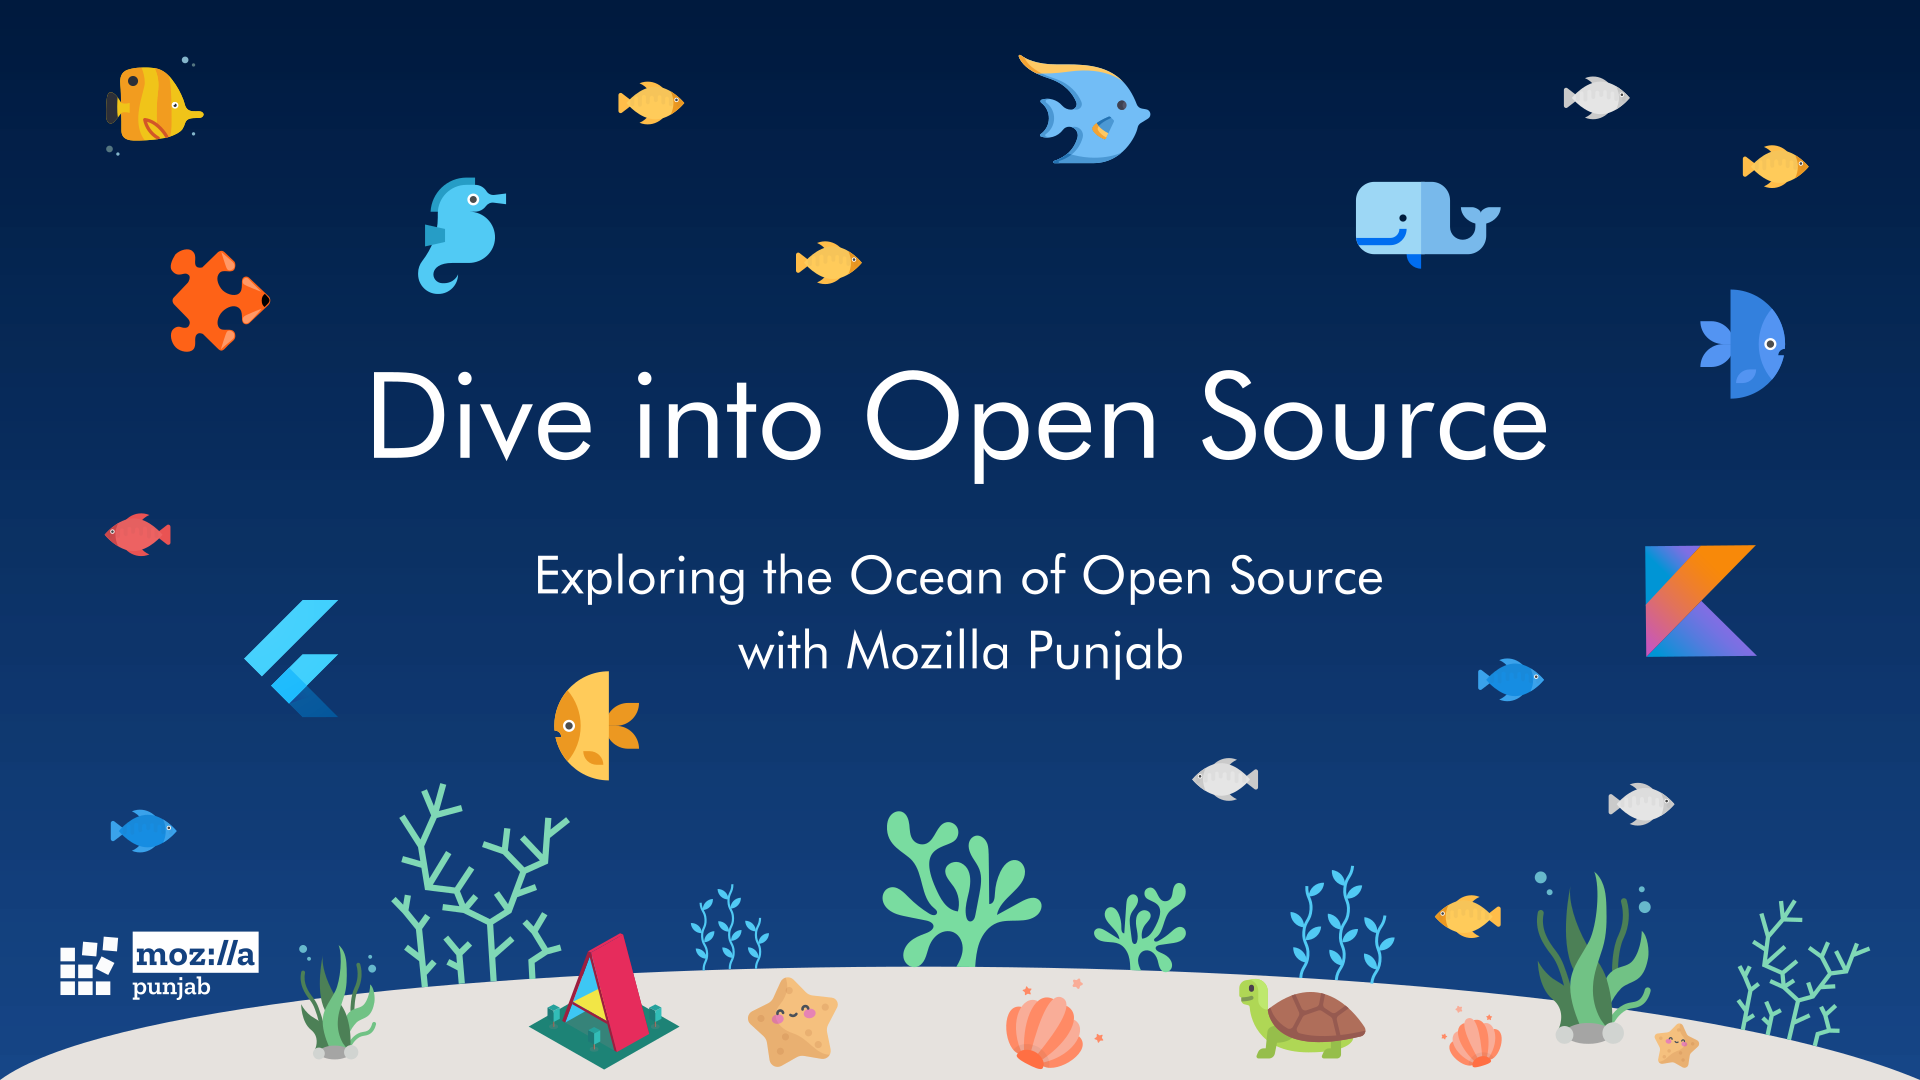 Dive into Open Source
Exploring the Ocean of Open Source
with Mozilla Punjab
moz://a
punjab